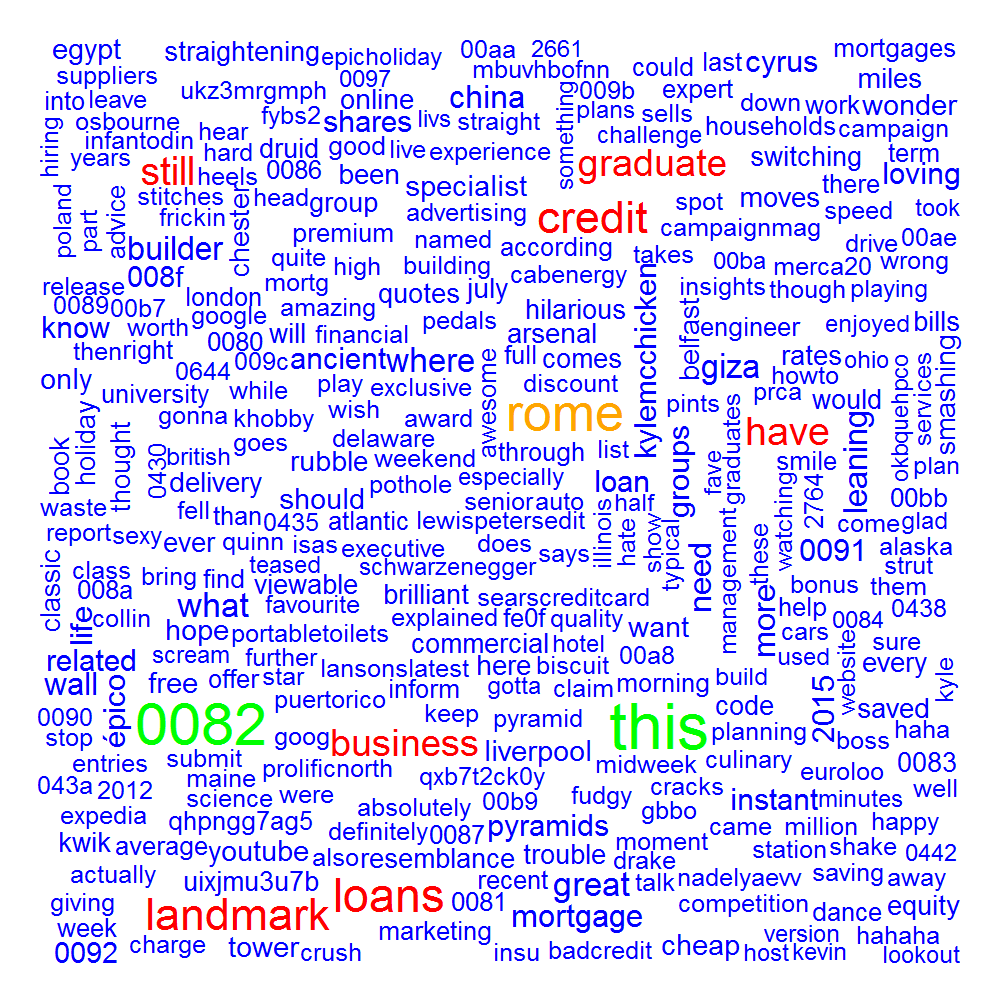 egypt straightening epicholiday 00aa 2661 mortgages
suppliers 0097 mbuvhbofnn could last cyrus miles
into leave ukz3mrgmph online china 009b expert down work wonder
osbourne fybs2 shares livs straight something plans sells households campaign
hiring infantodin hear druid good live experience challenge switching term
years still hard heels 0086 been specialist graduate there loving
poland part advice stitches head group advertising credit spot moves speed took
frickin chester premium named according campaignmag drive 00ae
builder quite high building cabenergy takes 00ba merca20 wrong
release 008f london mortg quotes july hilarious kylemcchicken insights though playing
0089 00b7 google amazing pedals arsenal belfast engineer enjoyed bills
know worth 0080 will financial
thenright 009c ancient where full comes giza rates ohio smashing
only 0644 while play exclusive awesome discount howto okbquehpco services
university gonna khobby wish award rome pints prca would
book holiday thought goes delaware through list groups fave graduates have leaning
0430 british rubble weekend especially smile plan
waste delivery should pothole senior auto loan half watching 2764 00bb
fell than 0435 atlantic lewispetersedit illinois hate show typical come glad
report sexy ever quinn isas executive does says need management these 0091 alaska
classic class teased schwarzenegger strut
008a bring find viewable brilliant searscreditcard more bonus them
life collin what favourite explained fe0f quality help 0084 0438
hope portabletoilets commercial hotel want cars sure
related scream further lansons latest here biscuit 00a8 used website every
wall épico free offer star inform gotta claim morning build kyle
0090 0082 puertorico keep pyramid this code 2015 saved
stop goog business liverpool planning boss haha
entries submit prolificnorth midweek culinary 0083
043a 2012 maine qxb7t2ck0y cracks euroloo well
science were absolutely 00b9 fudgy gbbo instant minutes
expedia qhpngg7ag5 definitely 0087 pyramids came million happy
kwik average youtube also resemblance trouble moment drake station shake 0442
actually uixjmu3u7b recent great talk nadelyaevv saving away
giving landmark loans 0081 mortgage competition dance equity
week marketing version hahaha
0092 charge tower crush insu badcredit cheap host kevin lookout